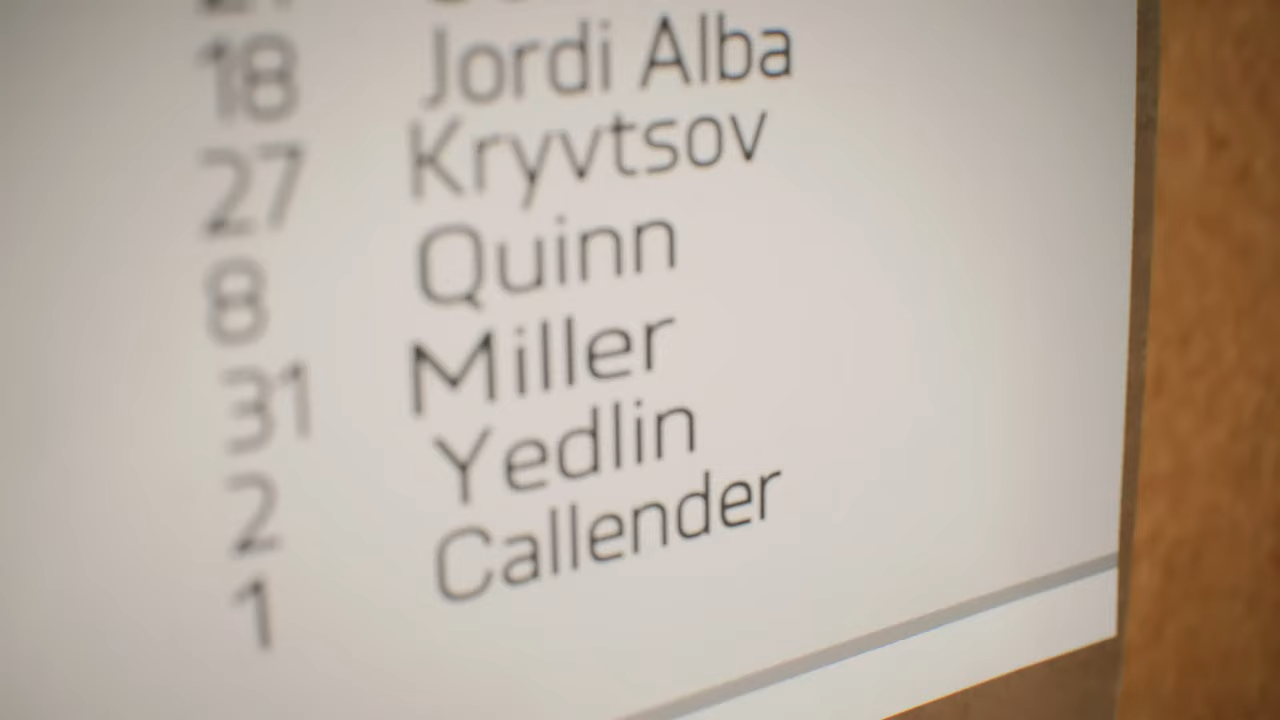 18 Jordi Alba
27 Kryvtsov
8 Quinn
31 Miller
2 Yedlin
1 Callender